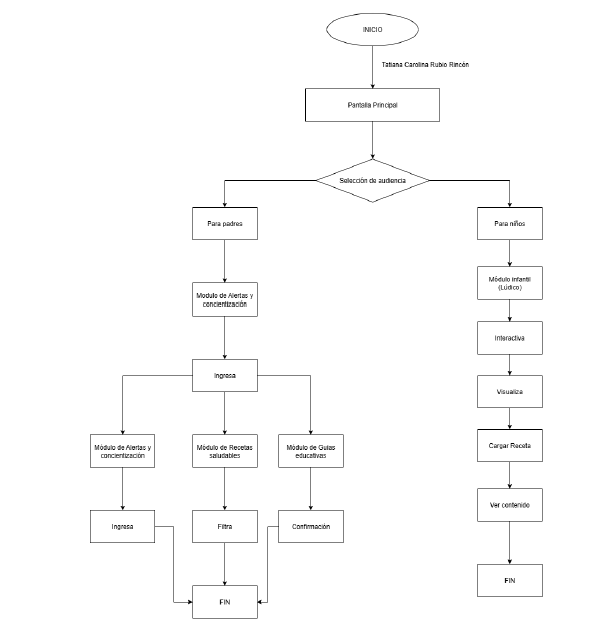 INICIO
Tatiana Carolina Rubio Rincón
Pantalla Principal
Selección de audiencia
Para padres
Para niños
Módulo infantil
(Lúdico)
Modulo de Alertas y
concientización
Interactiva
Ingresa
Visualiza
Módulo de Alertas y
concientización
Módulo de Recetas
saludables
Módulo de Guias
educativas
Cargar Receta
Ver contenido
Ingresa
Filtra
Confirmación
FIN
FIN